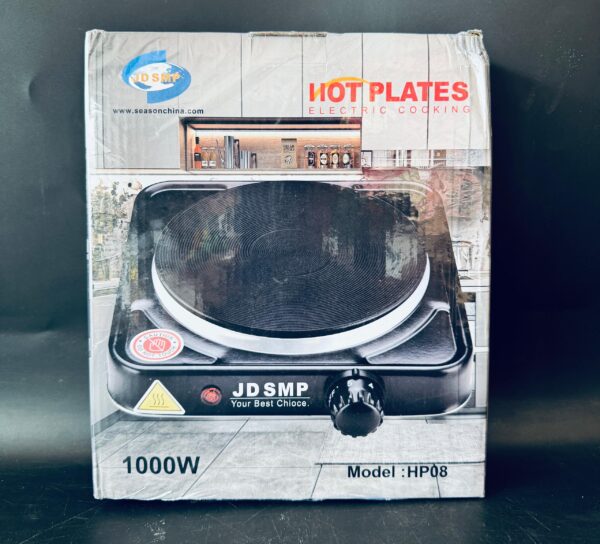 JD SMP
www.seasonchina.com
HOT PLATES
ELECTRIC COOKING
JD SMP
Your Best Chioce.
1000W
Model :HP08